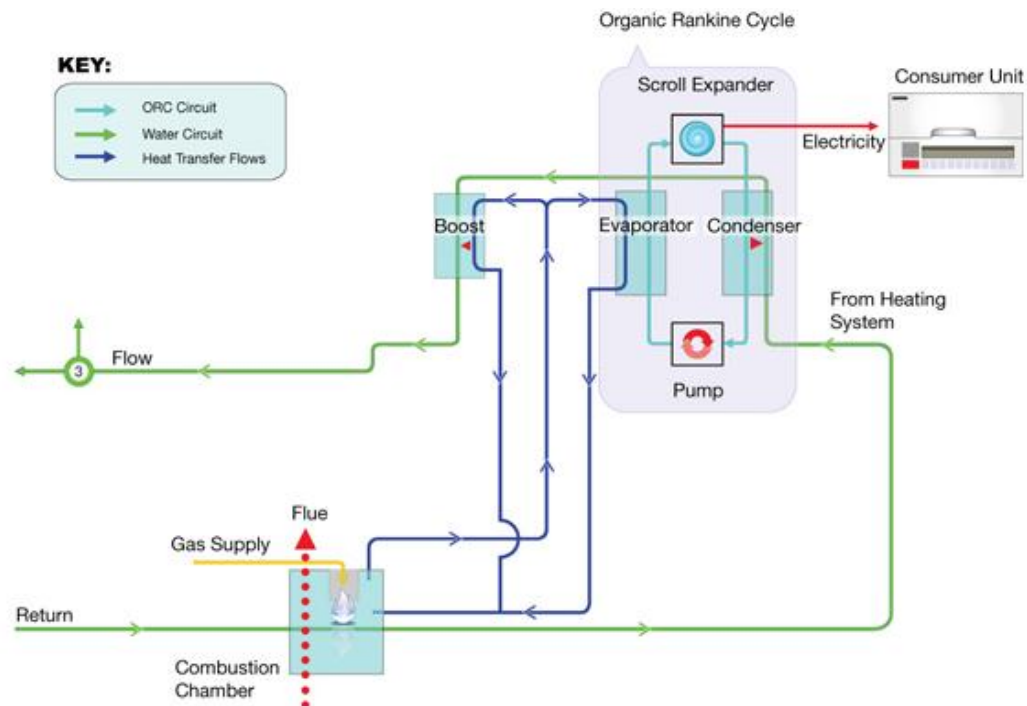 Organic Rankine Cycle
KEY:
ORC Circuit
Water Circuit
Heat Transfer Flows
Scroll Expander
Consumer Unit
Electricity
Boost
Evaporator
Condenser
From Heating
System
Flow
3
Pump
Flue
Gas Supply
Return
Combustion
Chamber